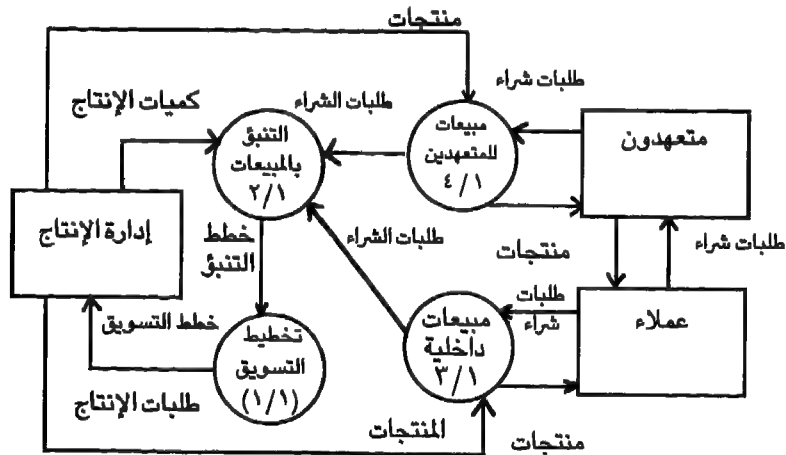 منتجات
طلبات شراء
كميات الإنتاج
طلبات الشراء
مبيعات
للمتعهدين
٤/١
التنبؤ
بالمبيعات
٢/١
متعهدون
إدارة الإنتاج
خطط
التنبؤ
طلبات الشراء
منتجات
طلبات شراء
طلبات
شراء
عملاء
مبيعات
داخلية
٣/١
خطط التسويق
تخطيط
التسويق
(١/١)
طلبات الإنتاج
المنتجات
منتجات